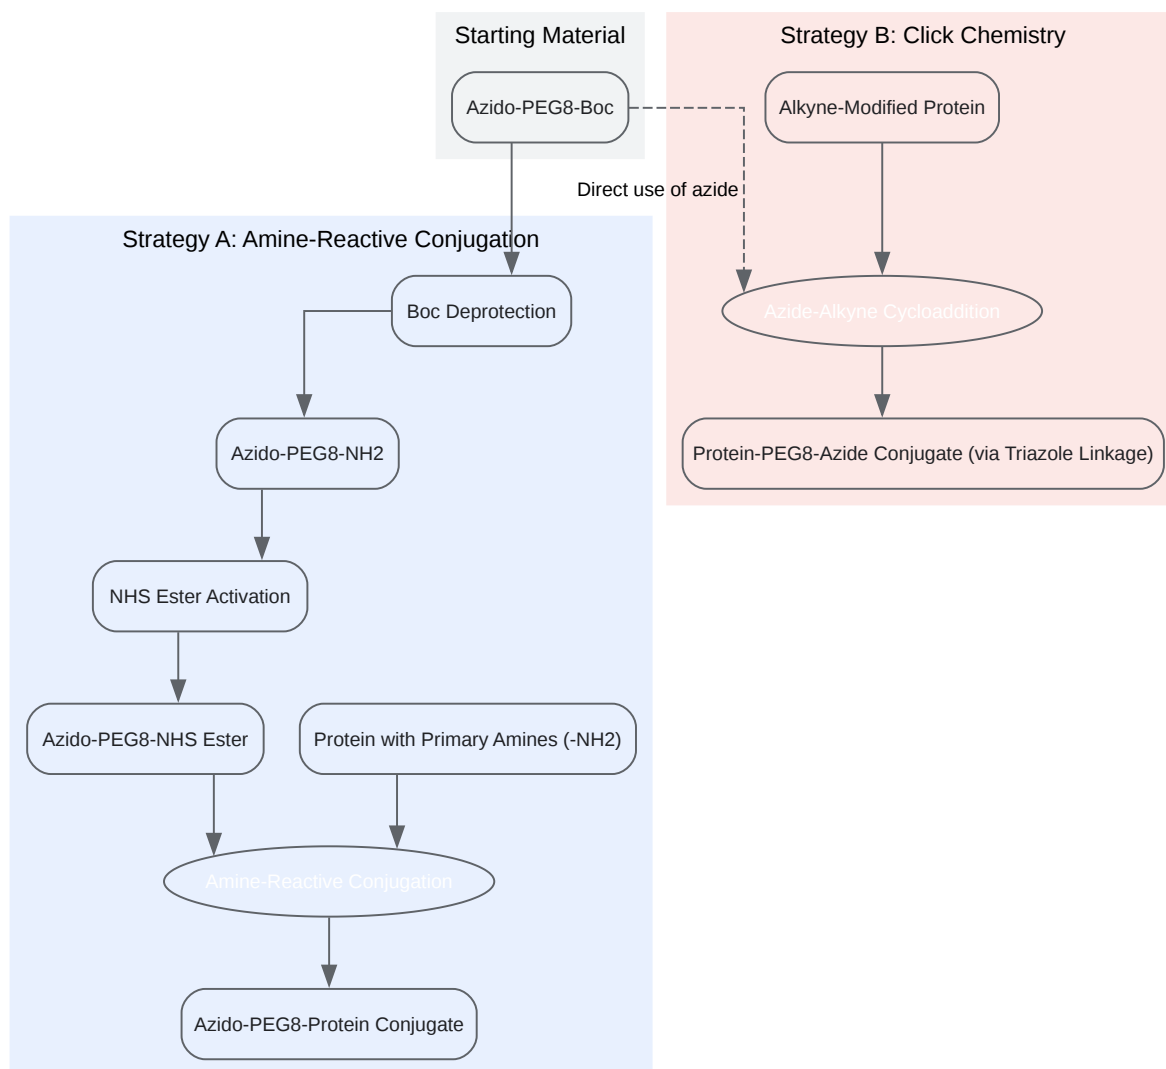 Starting Material
Azido-PEG8-Boc
Strategy B: Click Chemistry
Alkyne-Modified Protein
Direct use of azide
Azide-Alkyne Cycloaddition
Protein-PEG8-Azide Conjugate (via Triazole Linkage)
Strategy A: Amine-Reactive Conjugation
Boc Deprotection
Azido-PEG8-NH2
NHS Ester Activation
Azido-PEG8-NHS Ester
Protein with Primary Amines (-NH2)
Amine-Reactive Conjugation
Azido-PEG8-Protein Conjugate